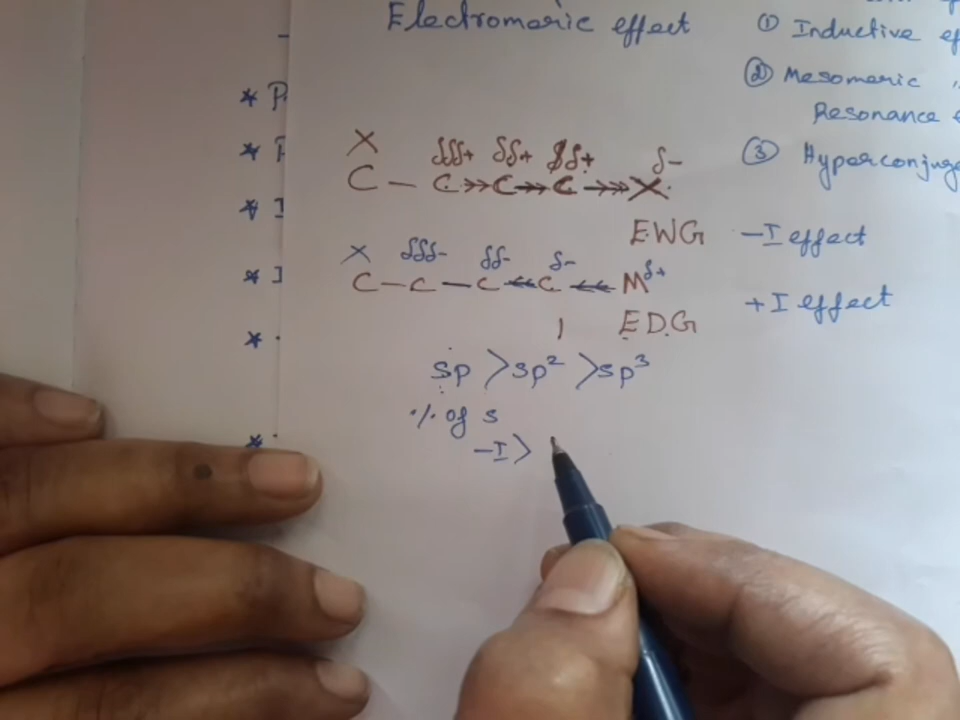 Electromeric effect
① Inductive
② Mesomeric
Resonance
③
* P
*
* I
* I
*
*
X δδδ+ δδ+ δδ+ δ-
C — C ->> C ->> C ->>> X
EWG -I effect
X δδδ- δδ- δ- δ+
C - C — C <<- C <<- M
EDG +I effect
sp > sp² > sp³
% of s
-I >